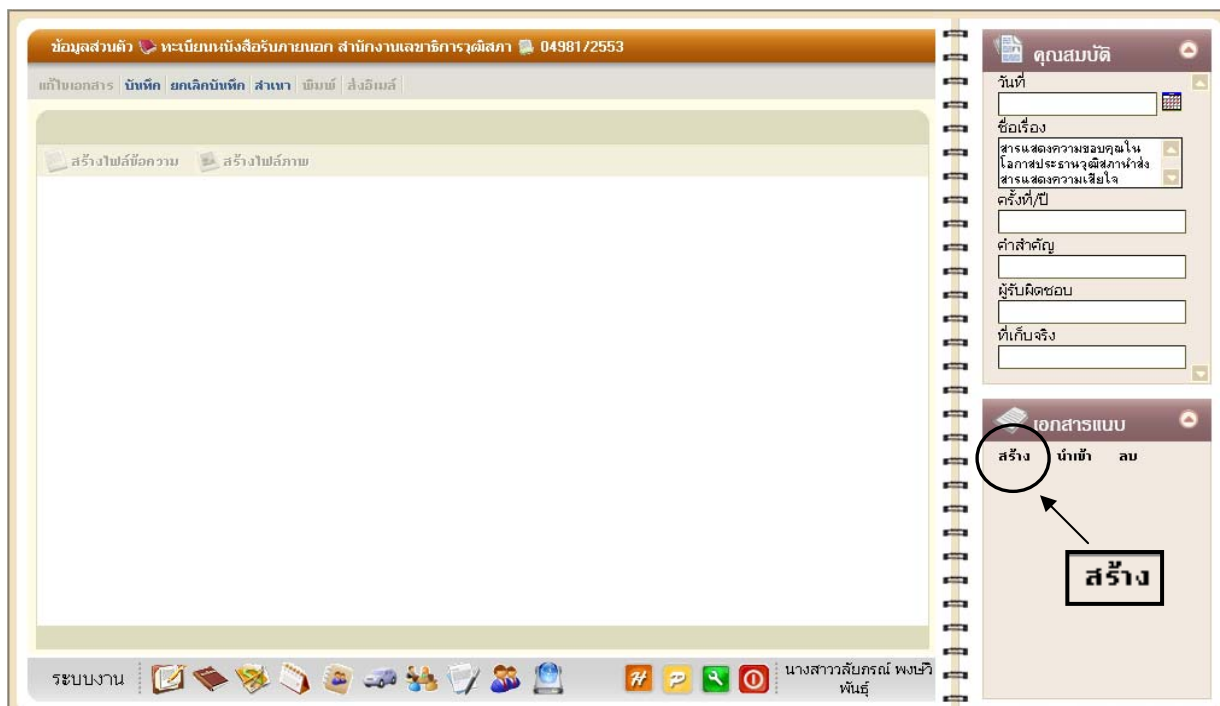 ข้อมูลส่วนตัว ทะเบียนหนังสือรับภายนอก สำนักงานเลขาธิการวุฒิสภา 04981/2553
แก้ไขเอกสาร บันทึก ยกเลิกบันทึก สำเนา พิมพ์ ส่งอีเมล์
สร้างไฟล์ข้อความ สร้างไฟล์ภาพ
คุณสมบัติ
วันที่
ชื่อเรื่อง
สารแสดงความขอบคุณใน
โอกาสประธานวุฒิสภานำส่ง
สารแสดงความเสียใจ
ครั้งที่/ปี
คำสำคัญ
ผู้รับผิดชอบ
ที่เก็บจริง
เอกสารแนบ
สร้าง นำเข้า ลบ
สร้าง
ระบบงาน
H P
นางสาววลัยภรณ์ พงษ์วิ
พันธุ์